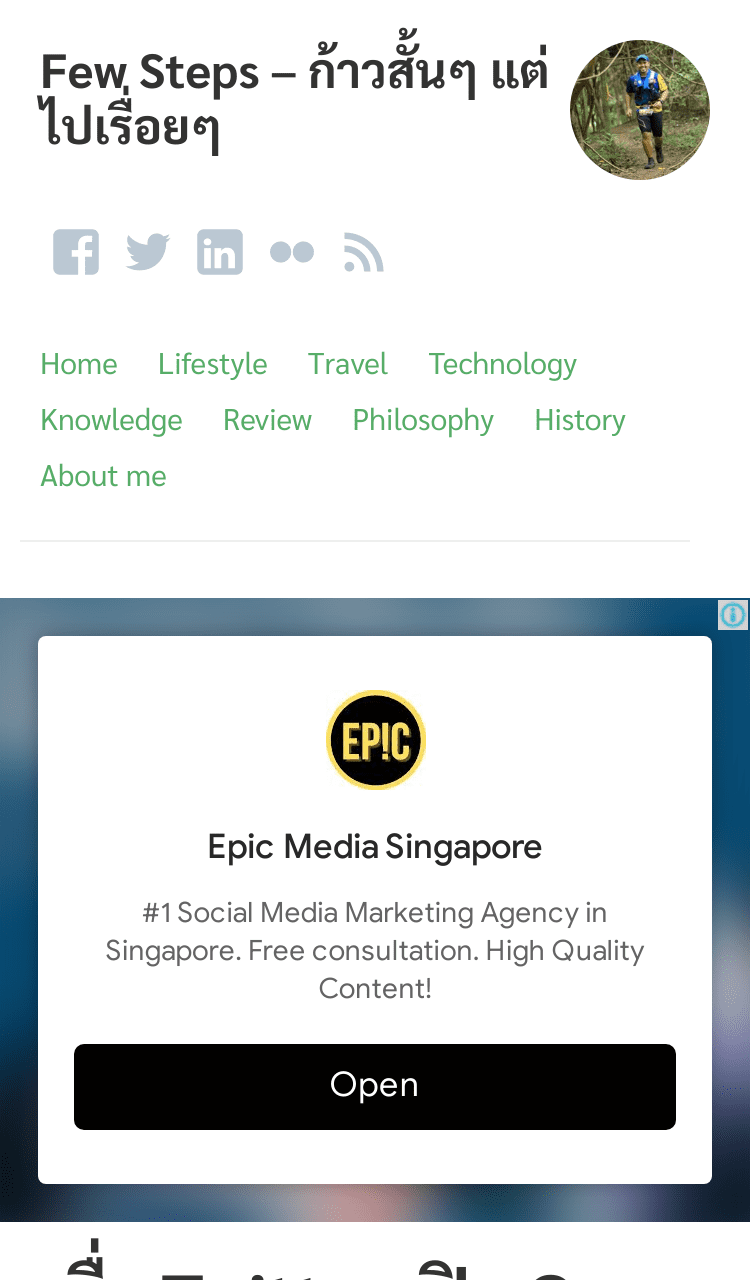 Few Steps – ก้าวสั้นๆ แต่
ไปเรื่อยๆ
Home Lifestyle Travel Technology
Knowledge Review Philosophy History
About me
EP!C
Epic Media Singapore
#1 Social Media Marketing Agency in
Singapore. Free consultation. High Quality
Content!
Open